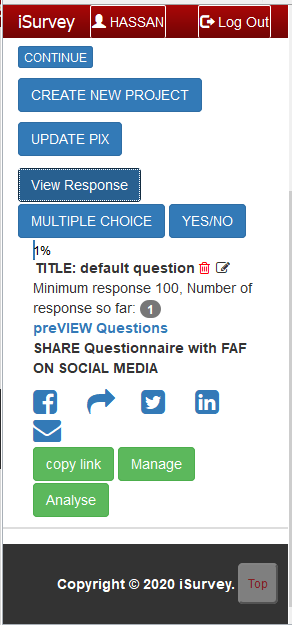 iSurvey HASSAN Log Out
CONTINUE
CREATE NEW PROJECT
UPDATE PIX
View Response
MULTIPLE CHOICE YES/NO
1%
TITLE: default question
Minimum response 100, Number of
response so far: 1
preVIEW Questions
SHARE Questionnaire with FAF
ON SOCIAL MEDIA
copy link Manage
Analyse
Copyright © 2020 iSurvey. Top